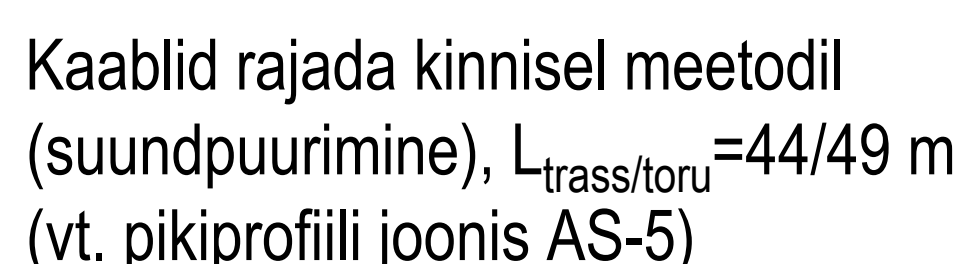 Kaablid rajada kinnisel meetodil
(suundpuurimine), Ltrass/toru=44/49 m
(vt. pikiprofiili joonis AS-5)